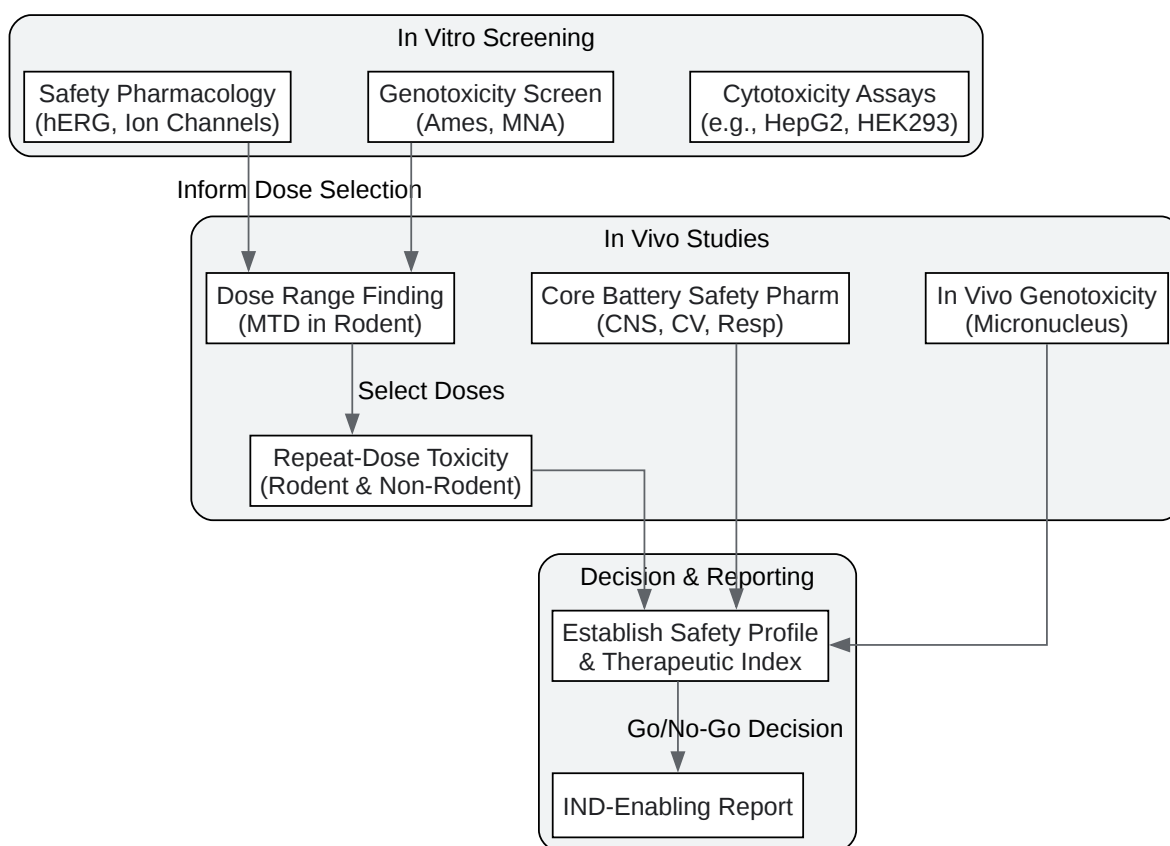 In Vitro Screening
Safety Pharmacology
(hERG, Ion Channels)
Genotoxicity Screen
(Ames, MNA)
Cytotoxicity Assays
(e.g., HepG2, HEK293)
Inform Dose Selection
In Vivo Studies
Dose Range Finding
(MTD in Rodent)
Core Battery Safety Pharm
(CNS, CV, Resp)
In Vivo Genotoxicity
(Micronucleus)
Select Doses
Repeat-Dose Toxicity
(Rodent & Non-Rodent)
Decision & Reporting
Establish Safety Profile
& Therapeutic Index
Go/No-Go Decision
IND-Enabling Report